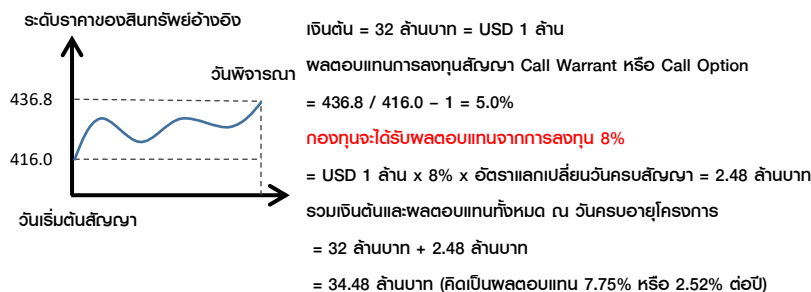 ระดับราคาของสินทรัพย์อ้างอิง
วันพิจารณา
436.8
416.0
วันเริ่มต้นสัญญา
เงินต้น = 32 ล้านบาท = USD 1 ล้าน
ผลตอบแทนการลงทุนสัญญา Call Warrant หรือ Call Option
= 436.8 / 416.0 – 1 = 5.0%
กองทุนจะได้รับผลตอบแทนจากการลงทุน 8%
= USD 1 ล้าน x 8% x อัตราแลกเปลี่ยนวันครบสัญญา = 2.48 ล้านบาท
รวมเงินต้นและผลตอบแทนทั้งหมด ณ วันครบอายุโครงการ
= 32 ล้านบาท + 2.48 ล้านบาท
= 34.48 ล้านบาท (คิดเป็นผลตอบแทน 7.75% หรือ 2.52% ต่อปี)